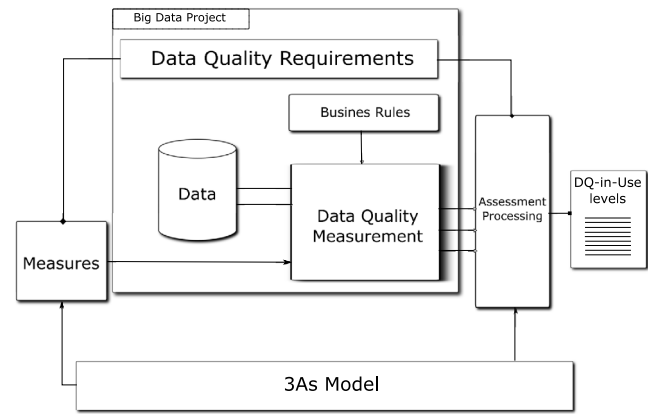 Big Data Project
Data Quality Requirements
Busines Rules
Data
Data Quality
Measurement
Assessment
Processing
DQ-in-Use
levels
Measures
3As Model